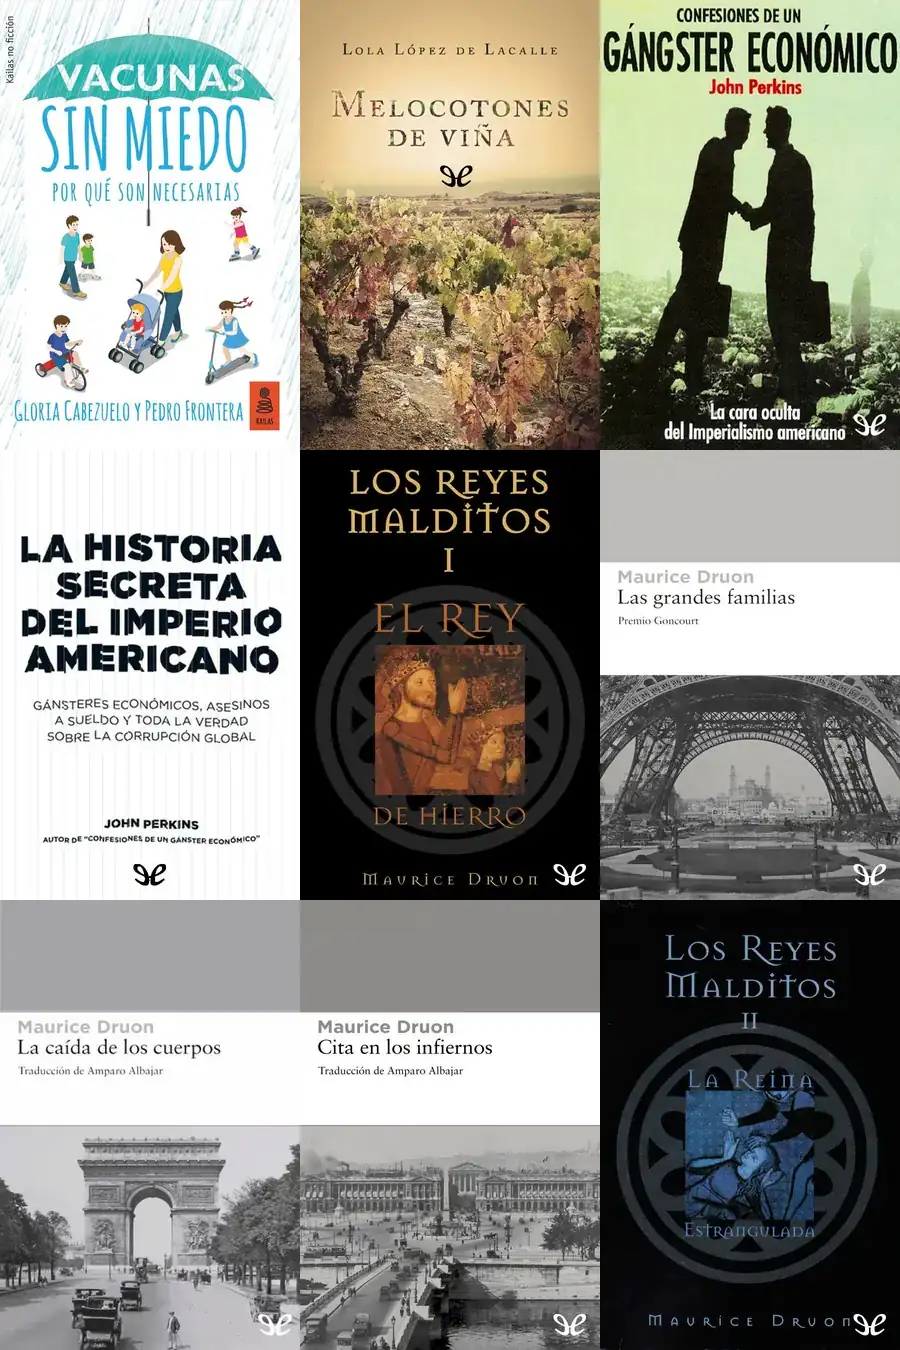 Kailas no ficción
VACUNAS
SIN MIEDO
POR QUÉ SON NECESARIAS
GLORIA CABEZUELO Y PEDRO FRONTERA
KAILAS
LOLA LÓPEZ DE LACALLE
MELOCOTONES
DE VIÑA
CONFESIONES DE UN
GÁNGSTER ECONÓMICO
John Perkins
La cara oculta
del Imperialismo americano
LA HISTORIA
SECRETA
DEL IMPERIO
AMERICANO
GÁNSTERES ECONÓMICOS, ASESINOS
A SUELDO Y TODA LA VERDAD
SOBRE LA CORRUPCIÓN GLOBAL
JOHN PERKINS
AUTOR DE "CONFESIONES DE UN GÁNSTER ECONÓMICO"
LOS REYES
MALDITOS
I
EL REY
DE HIERRO
MAURICE DRUON
Maurice Druon
Las grandes familias
Premio Goncourt
Maurice Druon
La caída de los cuerpos
Traducción de Amparo Albajar
Maurice Druon
Cita en los infiernos
Traducción de Amparo Albajar
LOS REYES
MALDITOS
II
LA REINA
ESTRANGULADA
MAURICE DRUON